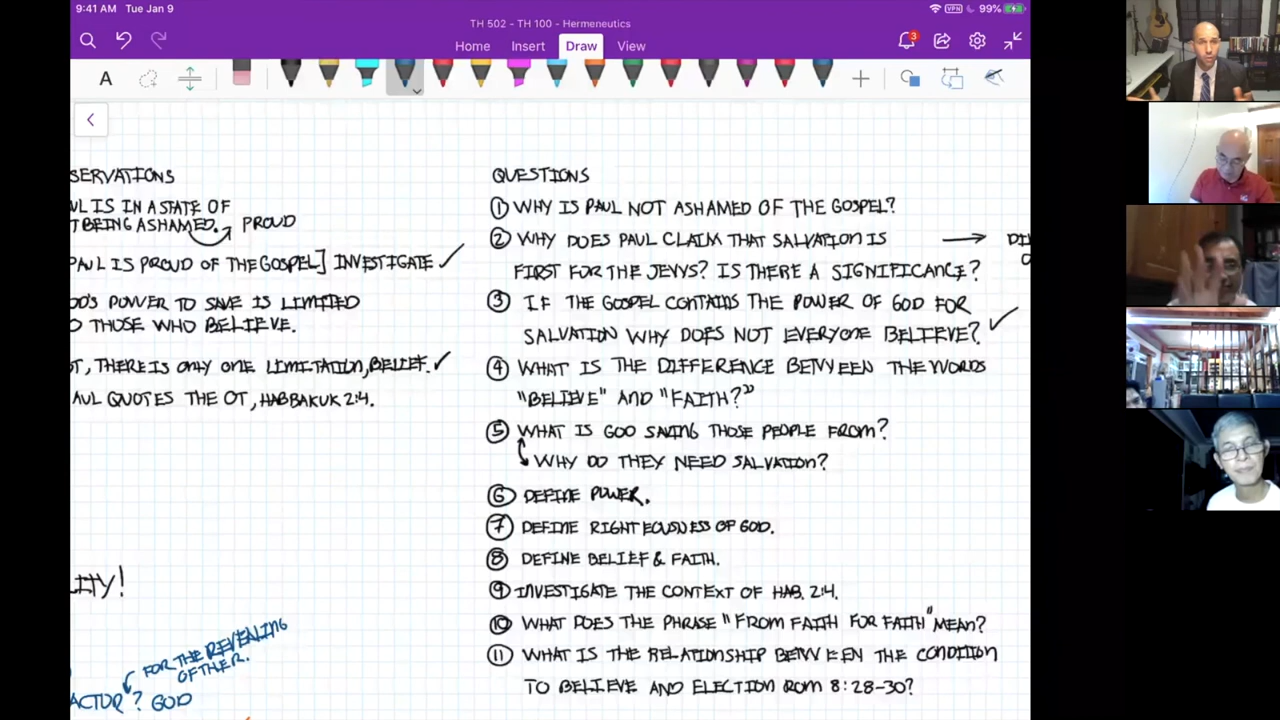 9:41 AM Tue Jan 9
VPN 99%
TH 502 - TH 100 - Hermeneutics
Home Insert Draw View
3
A
SERVATIONS
UL IS IN A STATE OF
T BEING ASHAMED. PROUD
PAUL IS PROUD OF THE GOSPEL] INVESTIGATE ✓
OD'S POWER TO SAVE IS LIMITED
O THOSE WHO BELIEVE.
OT, THERE IS ONLY ONE LIMITATION, BELIEF. ✓
AUL QUOTES THE OT, HABBAKUK 2:4.
LITY!
FOR THE REVEALING
OF THE R.
ACTOR? GOD
QUESTIONS
① WHY IS PAUL NOT ASHAMED OF THE GOSPEL?
② WHY DOES PAUL CLAIM THAT SALVATION IS →
FIRST FOR THE JEWS? IS THERE A SIGNIFICANCE?
③ IF THE GOSPEL CONTAINS THE POWER OF GOD FOR
SALVATION WHY DOES NOT EVERYONE BELIEVE? ✓
④ WHAT IS THE DIFFERENCE BETWEEN THE WORDS
"BELIEVE" AND "FAITH?"
⑤ WHAT IS GOD SAVING THOSE PEOPLE FROM?
WHY DO THEY NEED SALVATION?
⑥ DEFINE POWER.
⑦ DEFINE RIGHTEOUSNESS OF GOD.
⑧ DEFINE BELIEF & FAITH.
⑨ INVESTIGATE THE CONTEXT OF HAB. 2:4.
⑩ WHAT DOES THE PHRASE "FROM FAITH FOR FAITH" MEAN?
⑪ WHAT IS THE RELATIONSHIP BETWEEN THE CONDITION
TO BELIEVE AND ELECTION ROM 8:28-30?